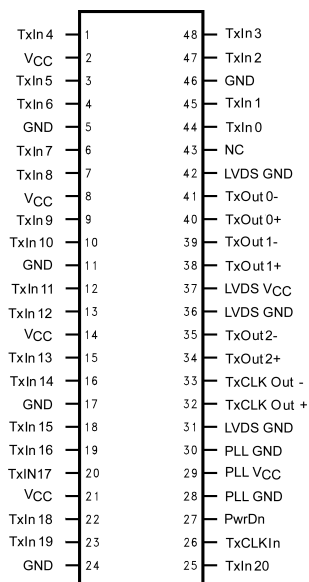 TxIn 4 1 48 TxIn 3
VCC 2 47 TxIn 2
TxIn 5 3 46 GND
TxIn 6 4 45 TxIn 1
GND 5 44 TxIn 0
TxIn 7 6 43 NC
TxIn 8 7 42 LVDS GND
VCC 8 41 TxOut 0-
TxIn 9 9 40 TxOut 0+
TxIn 10 10 39 TxOut 1-
GND 11 38 TxOut 1+
TxIn 11 12 37 LVDS VCC
TxIn 12 13 36 LVDS GND
VCC 14 35 TxOut2-
TxIn 13 15 34 TxOut2+
TxIn 14 16 33 TxCLK Out -
GND 17 32 TxCLK Out +
TxIn 15 18 31 LVDS GND
TxIn 16 19 30 PLL GND
TxIN17 20 29 PLL VCC
VCC 21 28 PLL GND
TxIn 18 22 27 PwrDn
TxIn 19 23 26 TxCLKIn
GND 24 25 TxIn 20